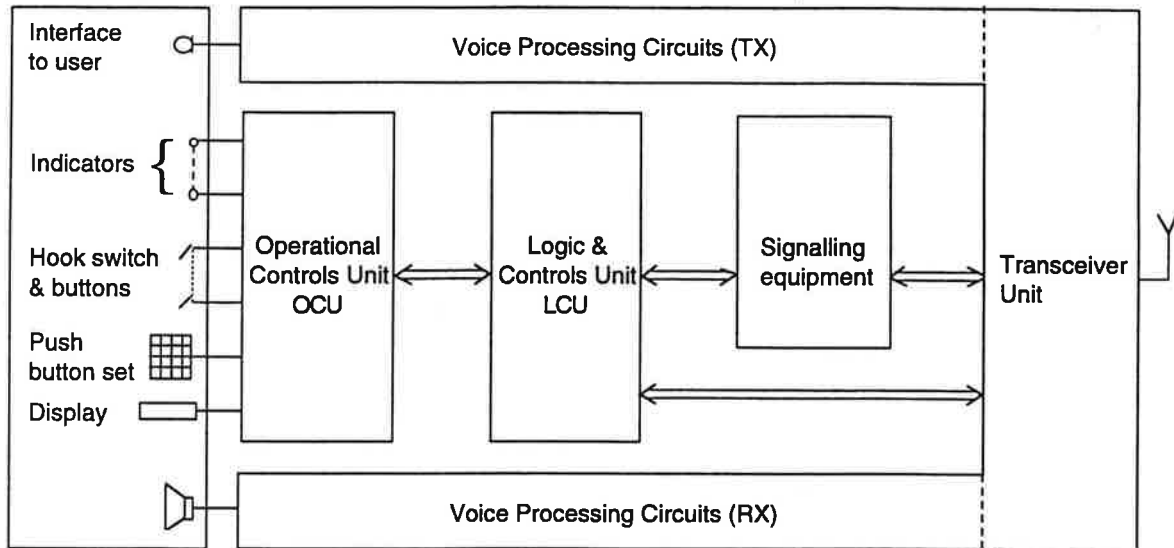 Interface
to user
Voice Processing Circuits (TX)
Indicators
Hook switch
& buttons
Push
button set
Display
Operational
Controls Unit
OCU
Logic &
Controls Unit
LCU
Signalling
equipment
Transceiver
Unit
Voice Processing Circuits (RX)